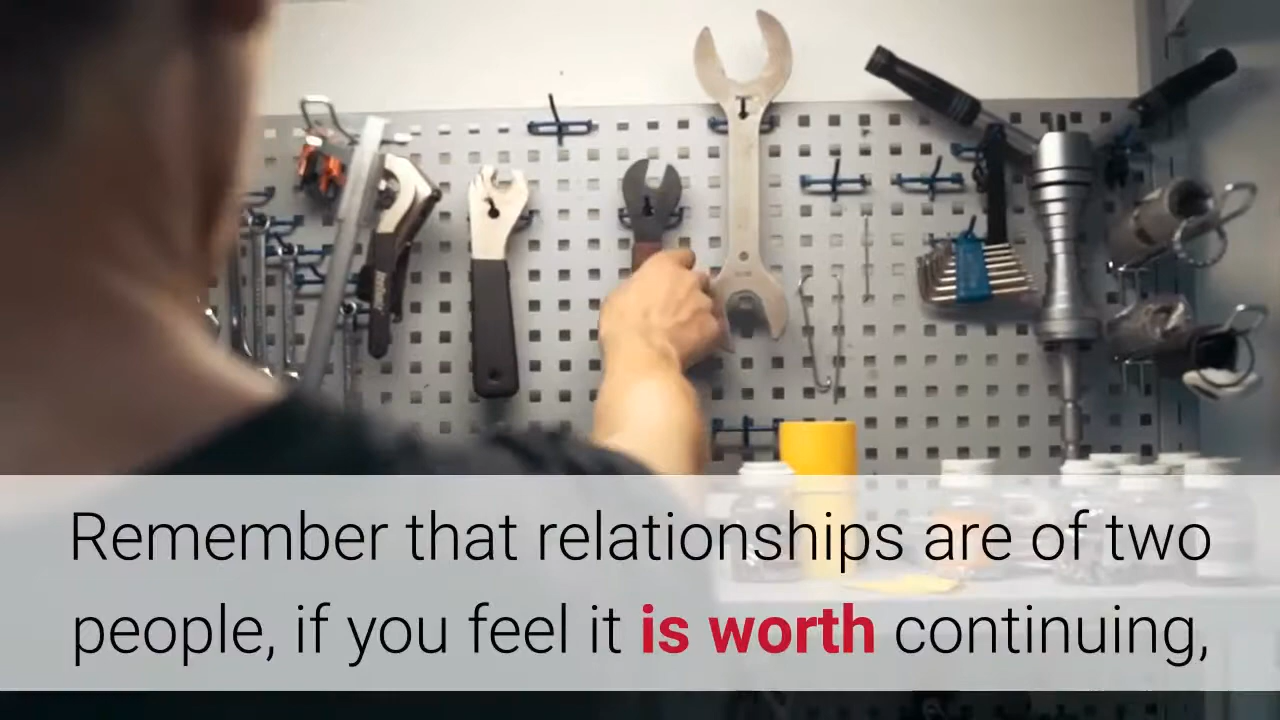 Remember that relationships are of two
people, if you feel it is worth continuing,